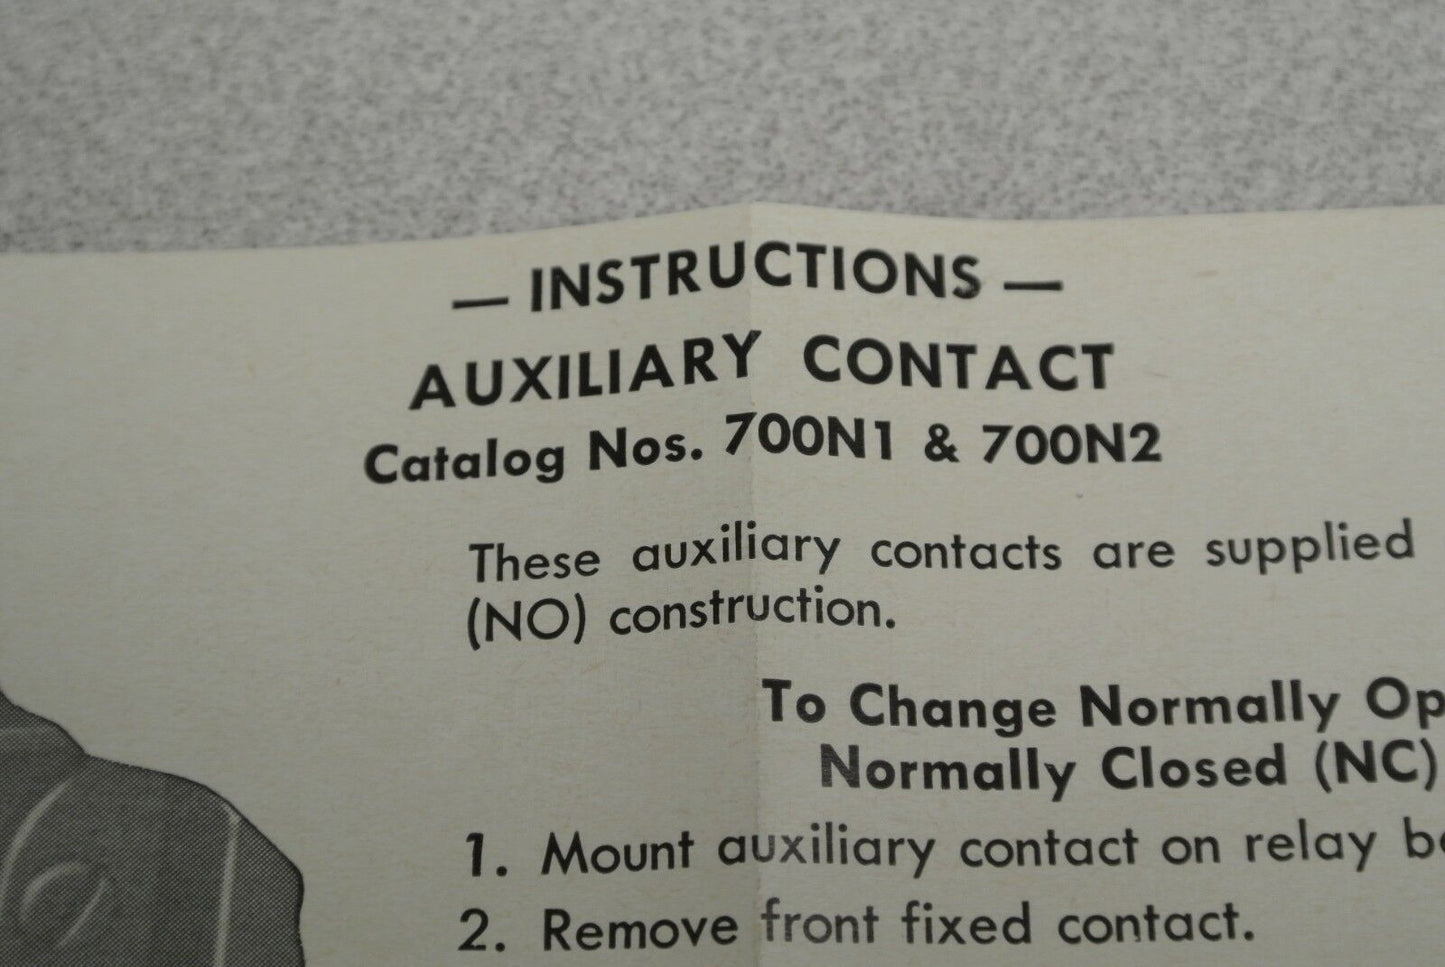 — INSTRUCTIONS —
AUXILIARY CONTACT
Catalog Nos. 700N1 & 700N2
These auxiliary contacts are supplied
(NO) construction.
To Change Normally Op
Normally Closed (NC)
1. Mount auxiliary contact on relay
2. Remove front fixed contact.